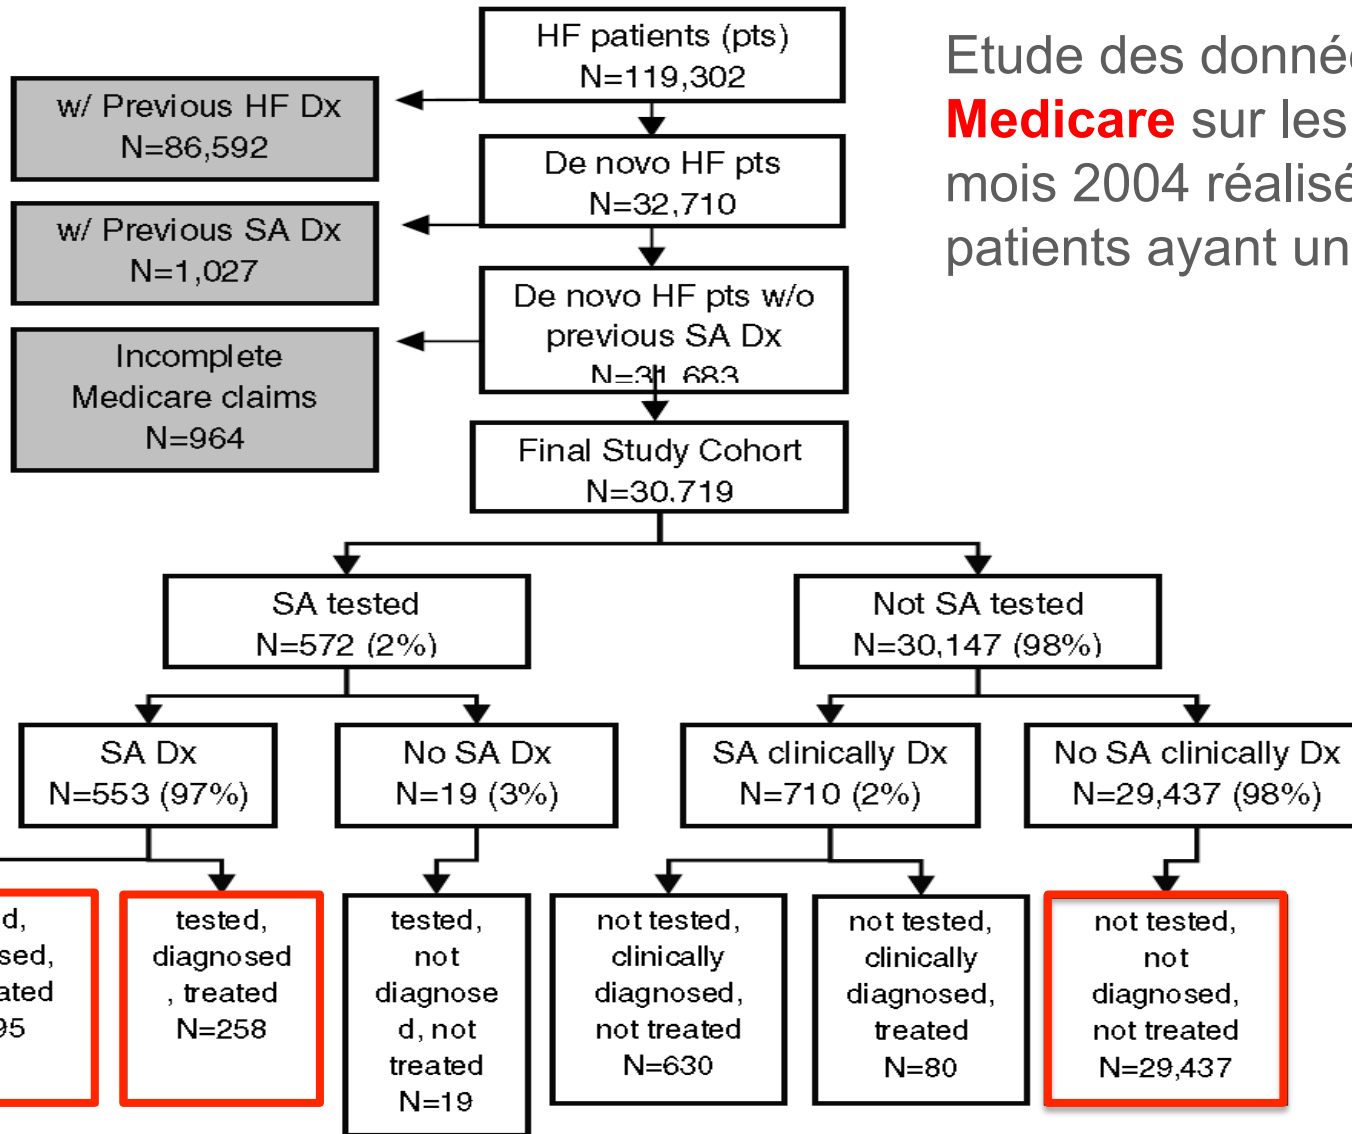 HF patients (pts)
N=119,302
Etude des donné
Medicare sur les
mois 2004 réalisé
patients ayant un
w/ Previous HF Dx
N=86,592
De novo HF pts
N=32,710
w/ Previous SA Dx
N=1,027
De novo HF pts w/o
previous SA Dx
N=31,683
Incomplete
Medicare claims
N=964
Final Study Cohort
N=30,719
SA tested
N=572 (2%)
Not SA tested
N=30,147 (98%)
SA Dx
N=553 (97%)
No SA Dx
N=19 (3%)
SA clinically Dx
N=710 (2%)
No SA clinically Dx
N=29,437 (98%)
d,
sed,
ated
95
tested,
diagnosed
, treated
N=258
tested,
not
diagnose
d, not
treated
N=19
not tested,
clinically
diagnosed,
not treated
N=630
not tested,
clinically
diagnosed,
treated
N=80
not tested,
not
diagnosed,
not treated
N=29,437